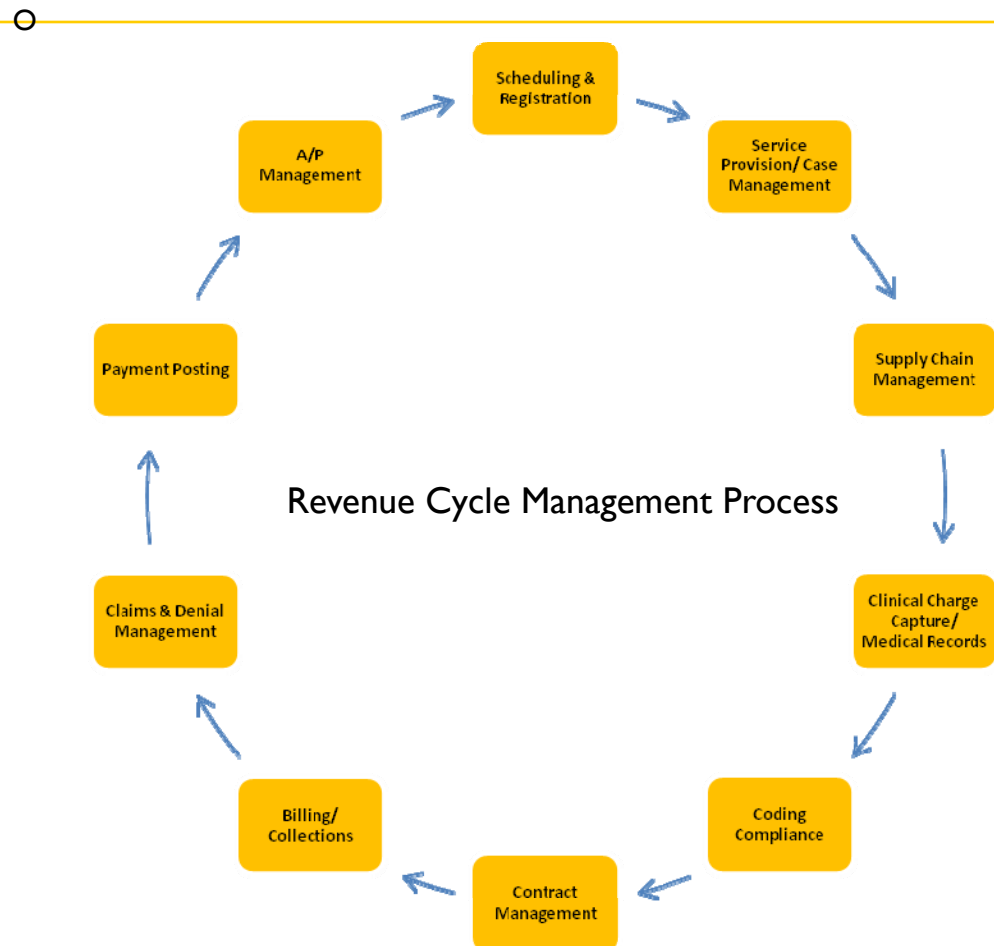 Scheduling &
Registration
Service
Provision/ Case
Management
Supply Chain
Management
Clinical Charge
Capture/
Medical Records
Coding
Compliance
Contract
Management
Billing/
Collections
Claims & Denial
Management
Payment Posting
A/P
Management
Revenue Cycle Management Process